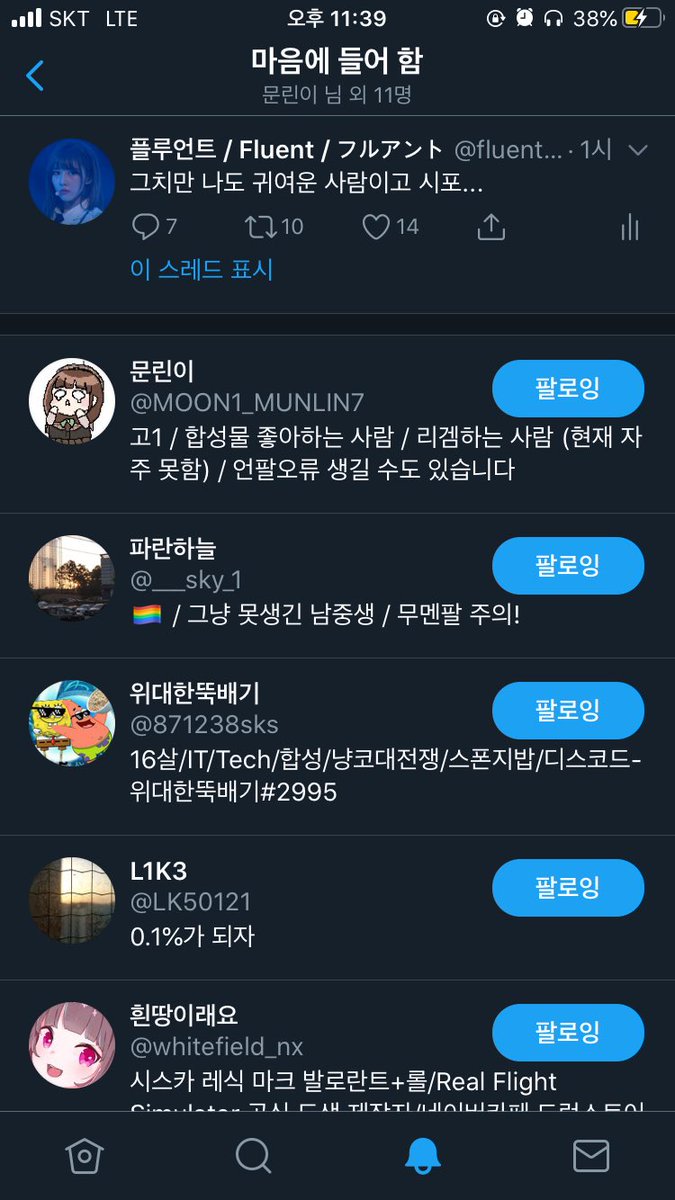 SKT LTE 오후 11:39 38%
마음에 들어 함
문린이 님 외 11명
플루언트 / Fluent / フルアント @fluent... · 1시
그치만 나도 귀여운 사람이고 시포...
7 10 14
이 스레드 표시
문린이
@MOON1_MUNLIN7
팔로잉
고1 / 합성물 좋아하는 사람 / 리겜하는 사람 (현재 자
주 못함) / 언팔오류 생길 수도 있습니다
파란하늘
@___sky_1
팔로잉
🏳️‍🌈 / 그냥 못생긴 남중생 / 무멘팔 주의!
위대한뚝배기
@871238sks
팔로잉
16살/IT/Tech/합성/냥코대전쟁/스폰지밥/디스코드-
위대한뚝배기#2995
L1K3
@LK50121
팔로잉
0.1%가 되자
흰땅이래요
@whitefield_nx
팔로잉
시스카 레식 마크 발로란트+롤/Real Flight